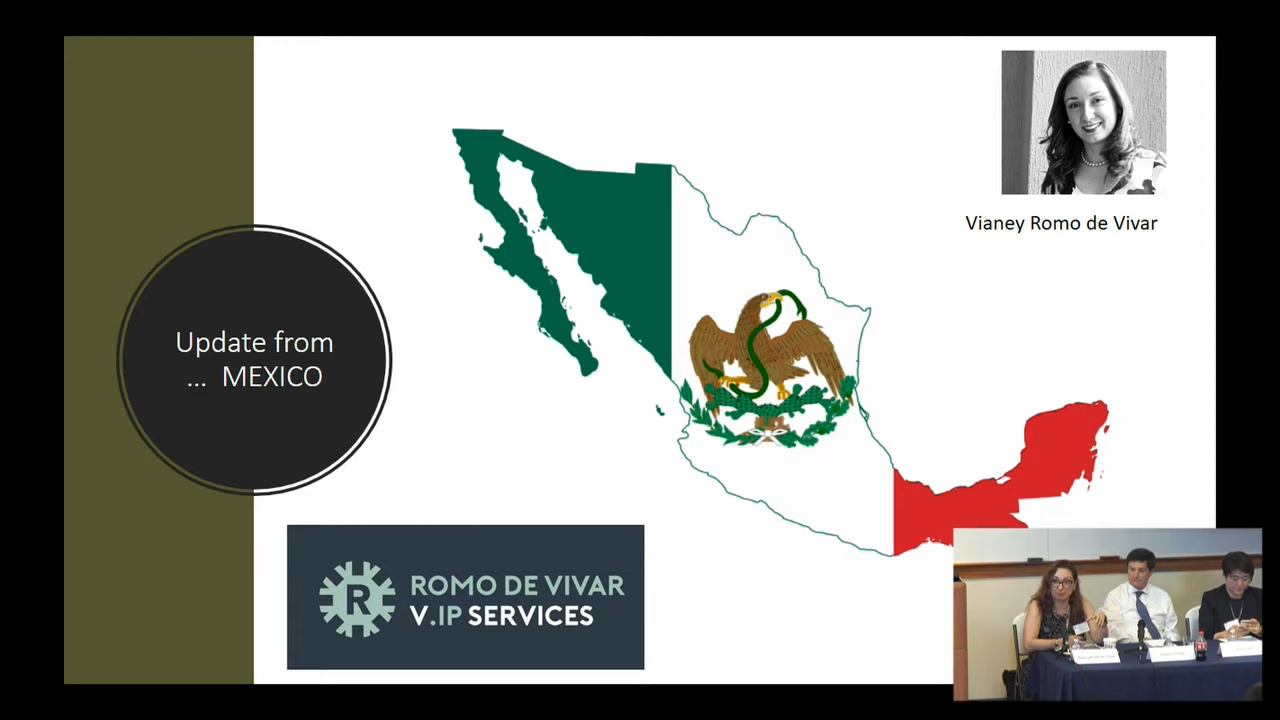 Vianey Romo de Vivar
Update from
... MEXICO
R
ROMO DE VIVAR
V.IP SERVICES